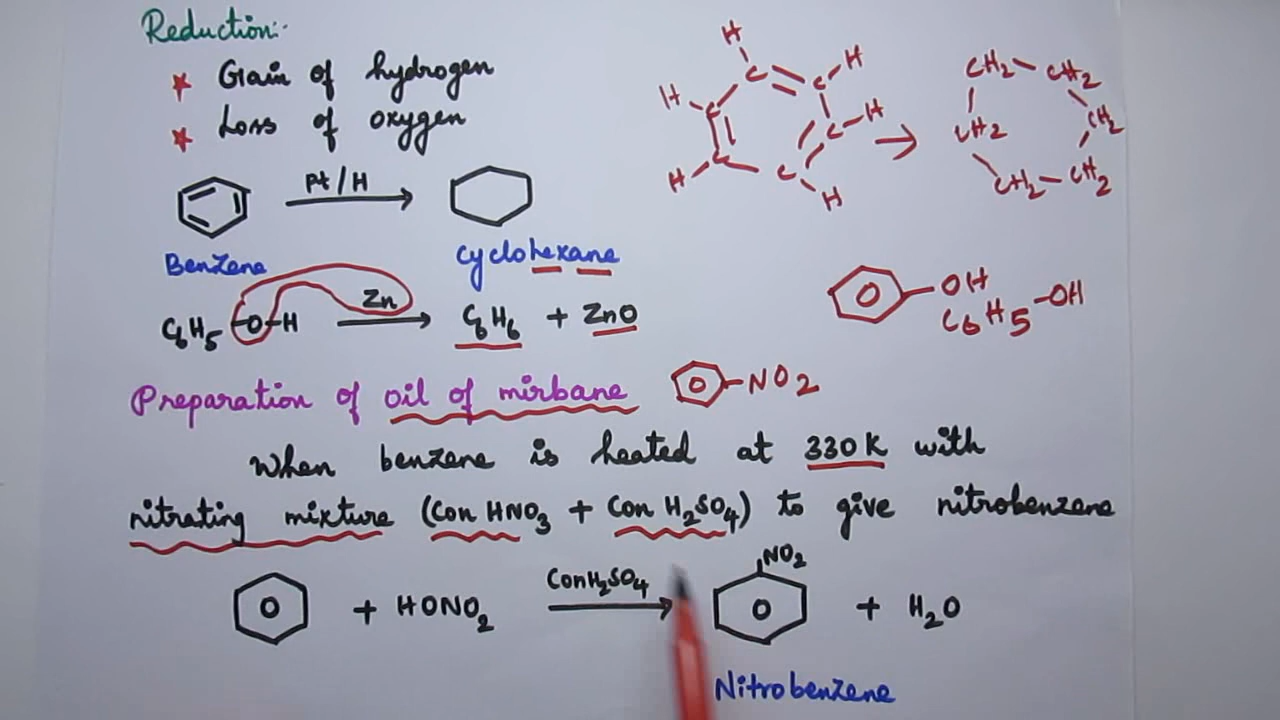 Reduction:-
★ Gain of hydrogen
★ Loss of oxygen
Pt/H
Benzene
Cyclohexane
H
H
H
H
H
H
C
C
C
C
C
C
CH2 CH2
CH2 CH2
CH2 CH2
C6H5-O-H Zn C6H6 + ZnO
OH
C6H5-OH
Preparation of oil of mirbane
NO2
When benzene is heated at 330K with
nitrating mixture (Con HNO3 + Con H2SO4) to give nitrobenzene
+ HONO2 Con H2SO4 NO2 + H2O
Nitrobenzene